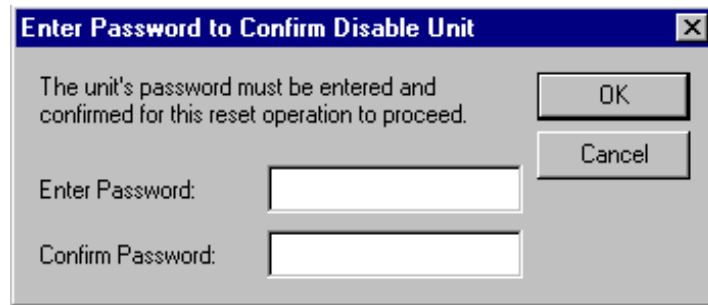 Enter Password to Confirm Disable Unit
The unit's password must be entered and
confirmed for this reset operation to proceed.
OK
Cancel
Enter Password:
Confirm Password: